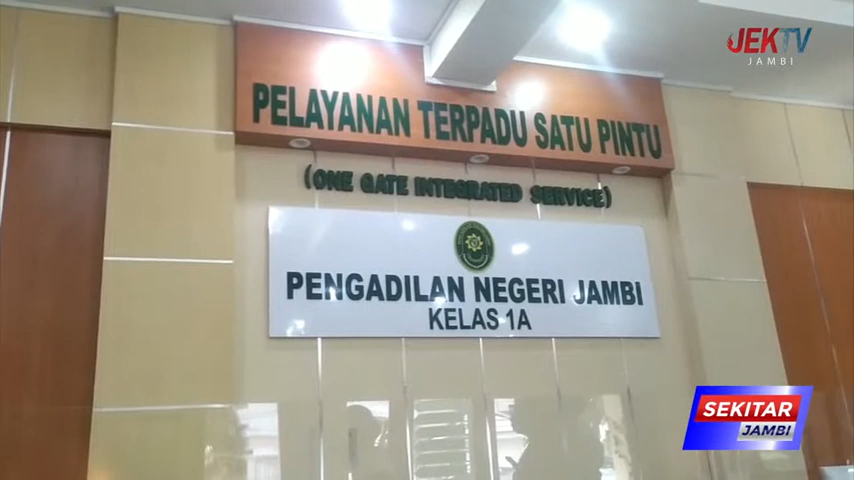 JEKTV
JAMBI
PELAYANAN TERPADU SATU PINTU
(ONE GATE INTEGRATED SERVICE)
PENGADILAN NEGERI JAMBI
KELAS 1A
SEKITAR
JAMBI